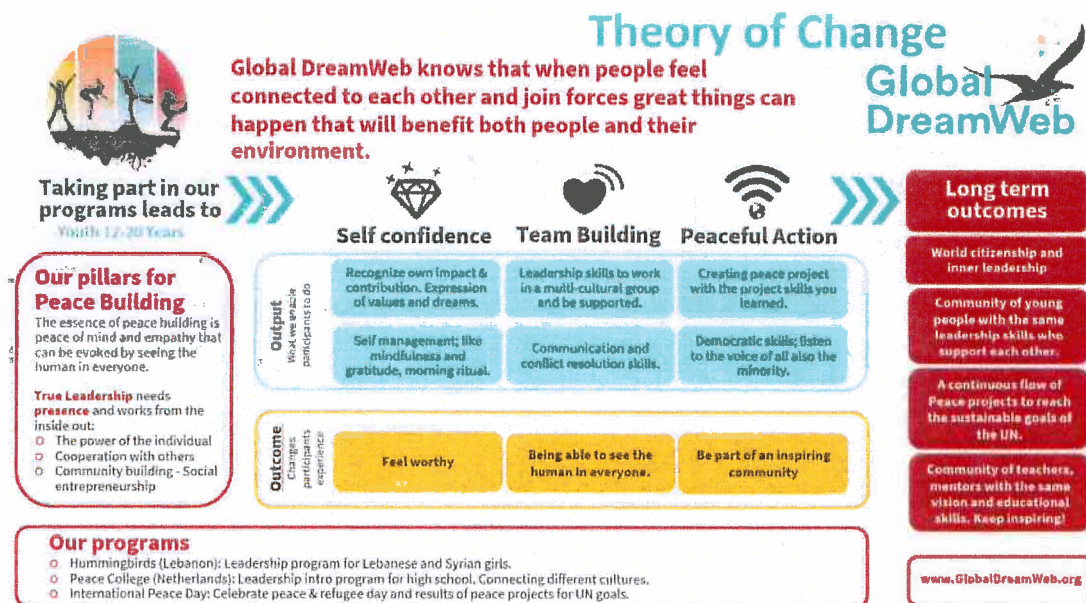 Theory of Change
Global
DreamWeb
Global DreamWeb knows that when people feel
connected to each other and join forces great things can
happen that will benefit both people and their
environment.
Taking part in our
programs leads to
Youth 12-20 Years
Self confidence
Team Building
Peaceful Action
Long term
outcomes
Our pillars for
Peace Building
The essence of peace building is
peace of mind and empathy that
can be evoked by seeing the
human in everyone.
True Leadership needs
presence and works from the
inside out:
The power of the individual
Cooperation with others
Community building - Social
entrepreneurship
Output
What we enable
participants to do
Recognize own impact &
contribution. Expression
of values and dreams.
Leadership skills to work
in a multi-cultural group
and be supported.
Creating peace project
with the project skills you
learned.
Self management; like
mindfulness and
gratitude, morning ritual.
Communication and
conflict resolution skills.
Democratic skills; listen
to the voice of all also the
minority.
Outcome
Changes
participants
experience
Feel worthy
Being able to see the
human in everyone.
Be part of an inspiring
community
World citizenship and
inner leadership
Community of young
people with the same
leadership skills who
support each other.
A continuous flow of
Peace projects to reach
the sustainable goals of
the UN.
Community of teachers,
mentors with the same
vision and educational
skills. Keep inspiring!
Our programs
Hummingbirds (Lebanon): Leadership program for Lebanese and Syrian girls.
Peace College (Netherlands): Leadership intro program for high school. Connecting different cultures.
International Peace Day: Celebrate peace & refugee day and results of peace projects for UN goals.
www.GlobalDreamWeb.org